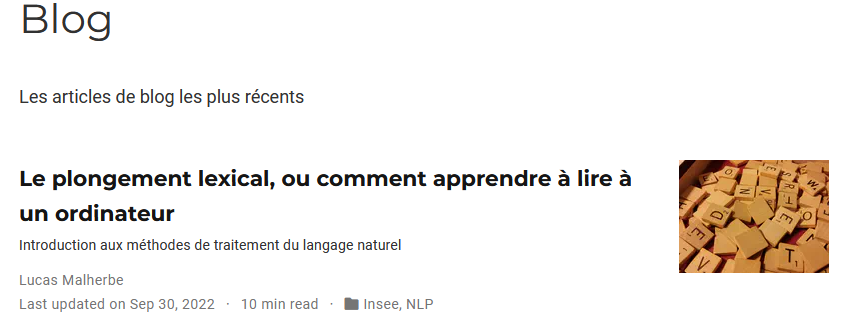 Blog
Les articles de blog les plus récents
Le plongement lexical, ou comment apprendre à lire à
un ordinateur
Introduction aux méthodes de traitement du langage naturel
Lucas Malherbe
Last updated on Sep 30, 2022 · 10 min read · Insee, NLP